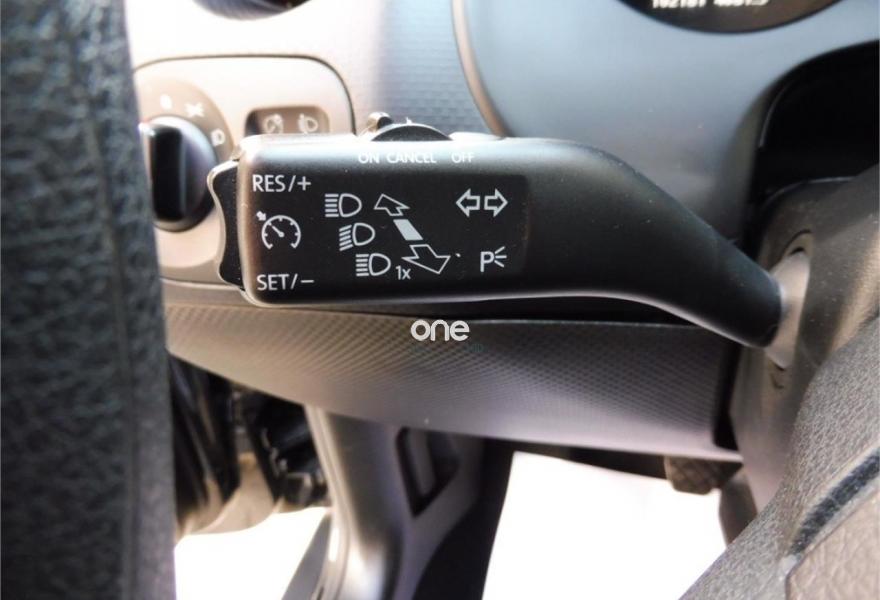 ON CANCEL OFF
RES/+
SET/-
1x
P
one